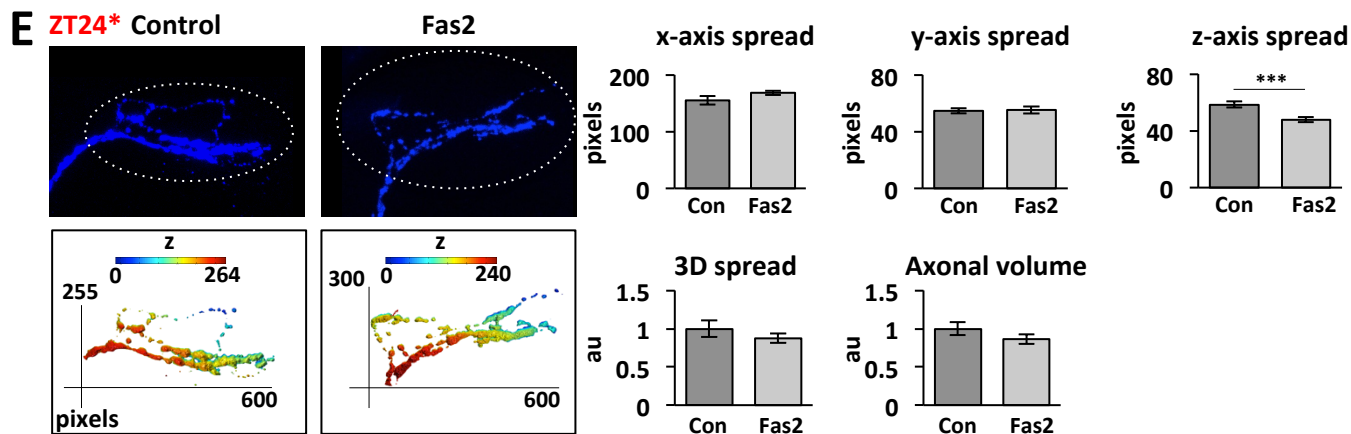 E
ZT24* Control
Fas2
x-axis spread
y-axis spread
z-axis spread
200
100
0
pixels
Con Fas2
80
40
0
pixels
Con Fas2
80
40
0
pixels
***
Con Fas2
z
0 264
255
600
pixels
z
0 240
300
600
3D spread
1.5
1
0.5
0
au
Con Fas2
Axonal volume
1.5
1
0.5
0
au
Con Fas2